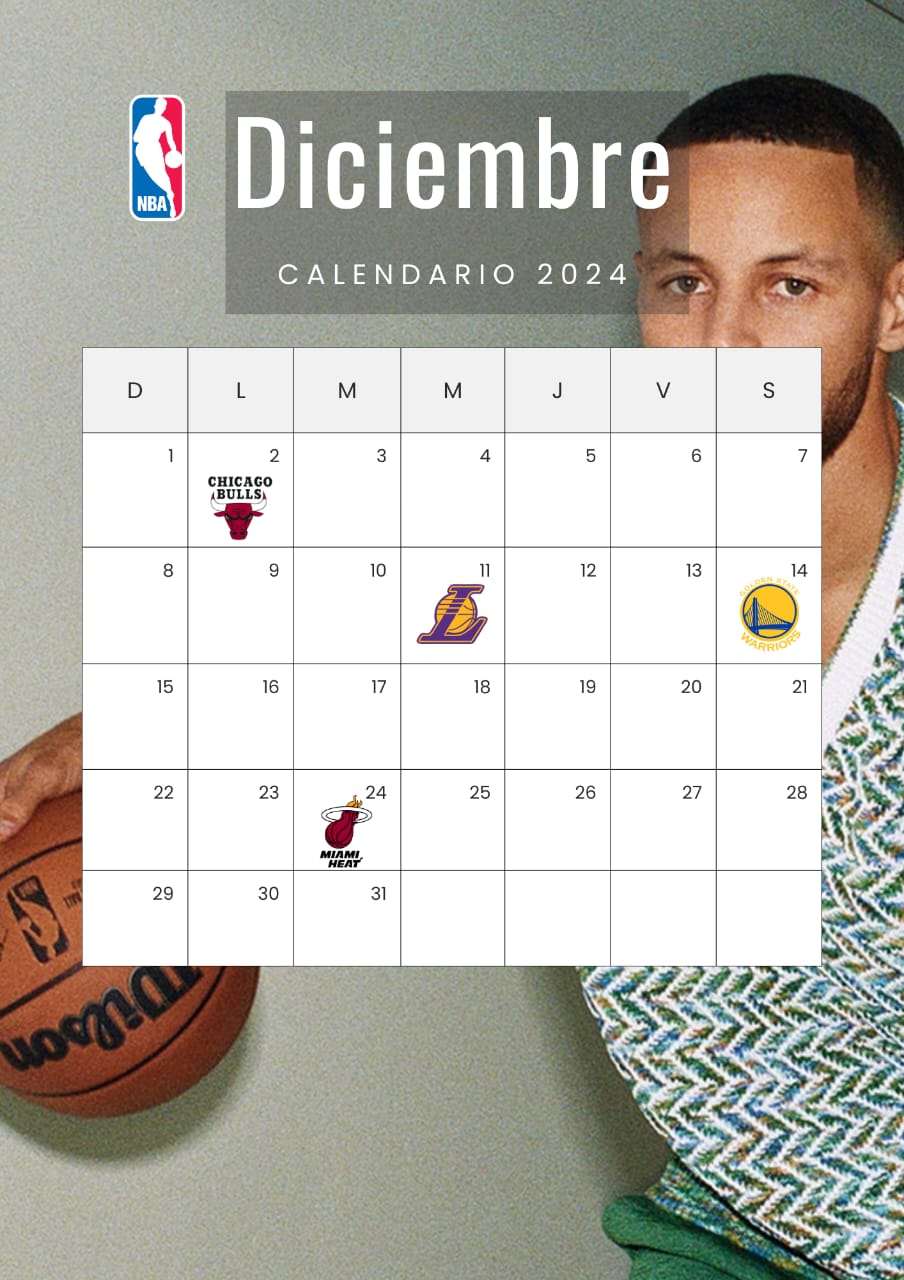 NBA
Diciembre
CALENDARIO 2024
D L M M J V S
1 2 3 4 5 6 7
CHICAGO
BULLS
8 9 10 11 12 13 14
GOLDEN STATE
WARRIORS
15 16 17 18 19 20 21
22 23 24 25 26 27 28
MIAMI
HEAT
29 30 31
Wilson